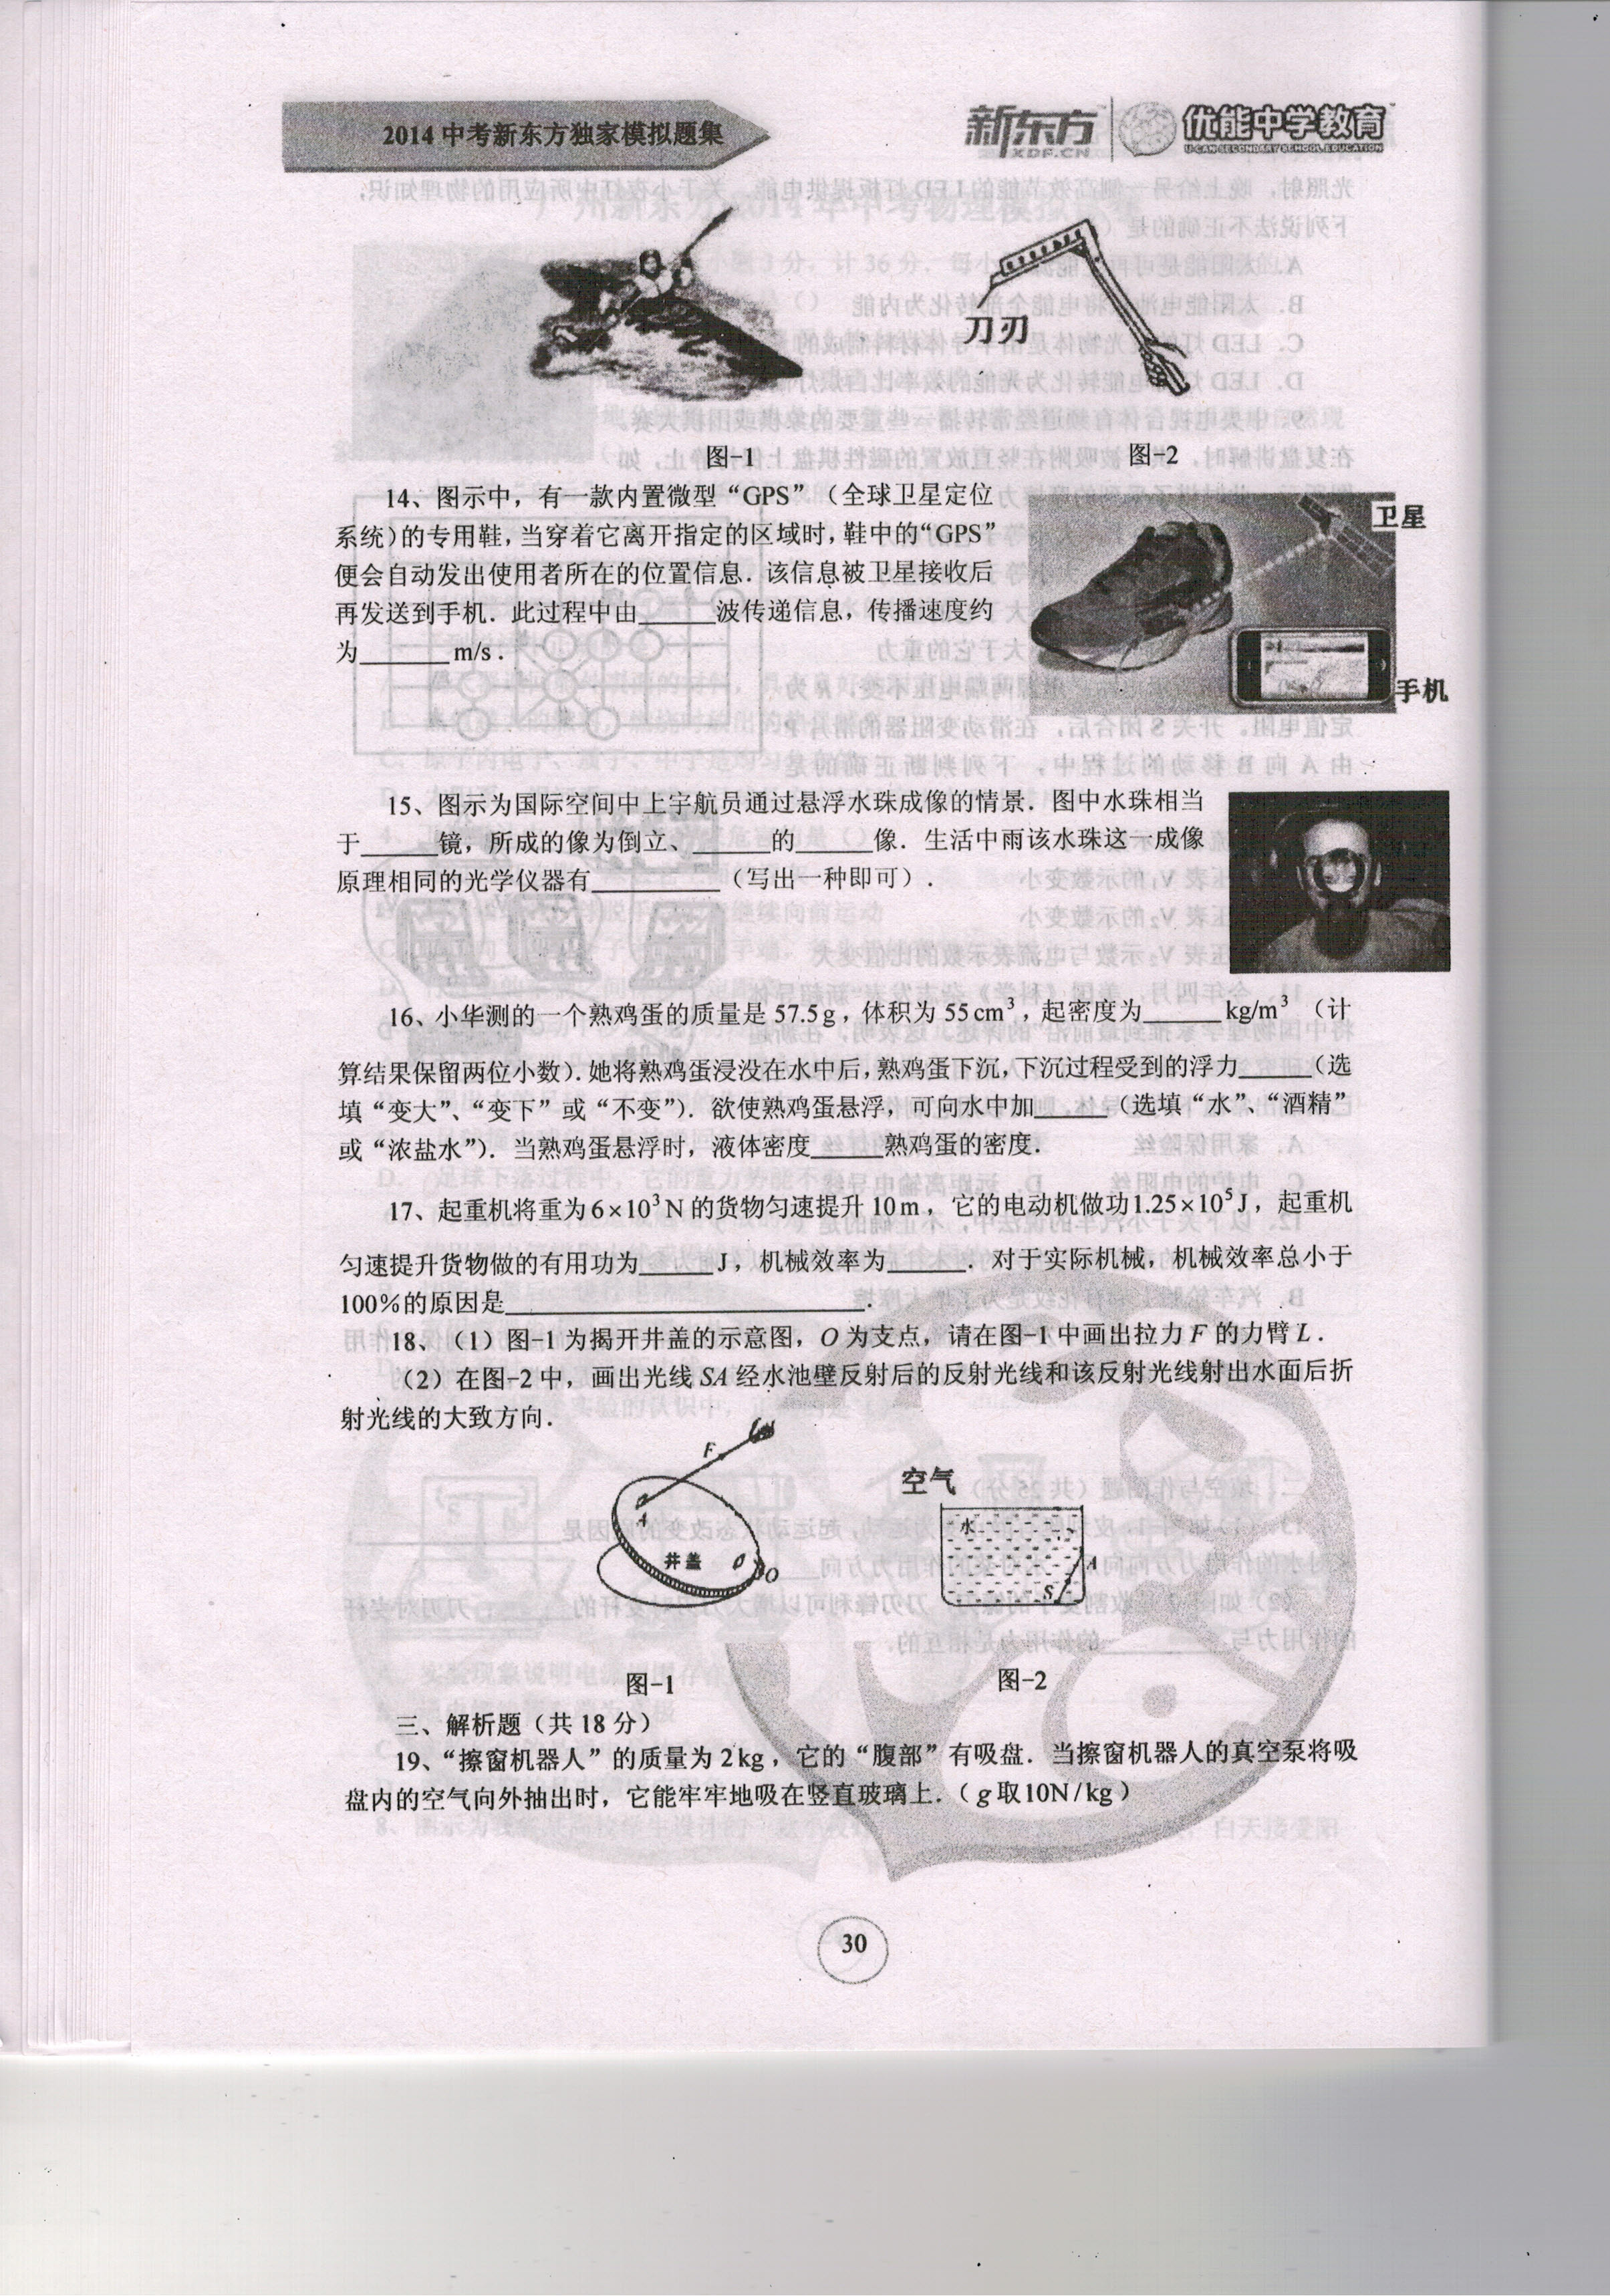 2014 中考新东方独家模拟题集
新东方
XDF.CN
优能中学教育
U-CAN SECONDARY SCHOOL EDUCATION
刀刃
图-1
图-2
14、图示中，有一款内置微型“GPS”（全球卫星定位
系统）的专用鞋，当穿着它离开指定的区域时，鞋中的“GPS”
便会自动发出使用者所在的位置信息．该信息被卫星接收后
再发送到手机．此过程中由______波传递信息，传播速度约
为_______m/s．
卫星
手机
15、图示为国际空间中上宇航员通过悬浮水珠成像的情景．图中水珠相当
于______镜，所成的像为倒立、______的______像．生活中雨该水珠这一成像
原理相同的光学仪器有__________（写出一种即可）．
16、小华测的一个熟鸡蛋的质量是 57.5g，体积为 55cm³，起密度为______kg/m³（计
算结果保留两位小数）．她将熟鸡蛋浸没在水中后，熟鸡蛋下沉，下沉过程受到的浮力______（选
填“变大”、“变下”或“不变”）．欲使熟鸡蛋悬浮，可向水中加______（选填“水”、“酒精”
或“浓盐水”）．当熟鸡蛋悬浮时，液体密度______熟鸡蛋的密度．
17、起重机将重为 6×10³N 的货物匀速提升 10m，它的电动机做功1.25×10⁵J，起重机
匀速提升货物做的有用功为______J，机械效率为______．对于实际机械，机械效率总小于
100%的原因是____________________________．
18、（1）图-1 为揭开井盖的示意图，O 为支点，请在图-1 中画出拉力 F 的力臂 L．
（2）在图-2 中，画出光线 SA 经水池壁反射后的反射光线和该反射光线射出水面后折
射光线的大致方向．
F
A
井盖
O
空气
水
A
S
图-1
图-2
三、解析题（共 18 分）
19、“擦窗机器人”的质量为 2kg，它的“腹部”有吸盘．当擦窗机器人的真空泵将吸
盘内的空气向外抽出时，它能牢牢地吸在竖直玻璃上．（g取10N/kg）
30